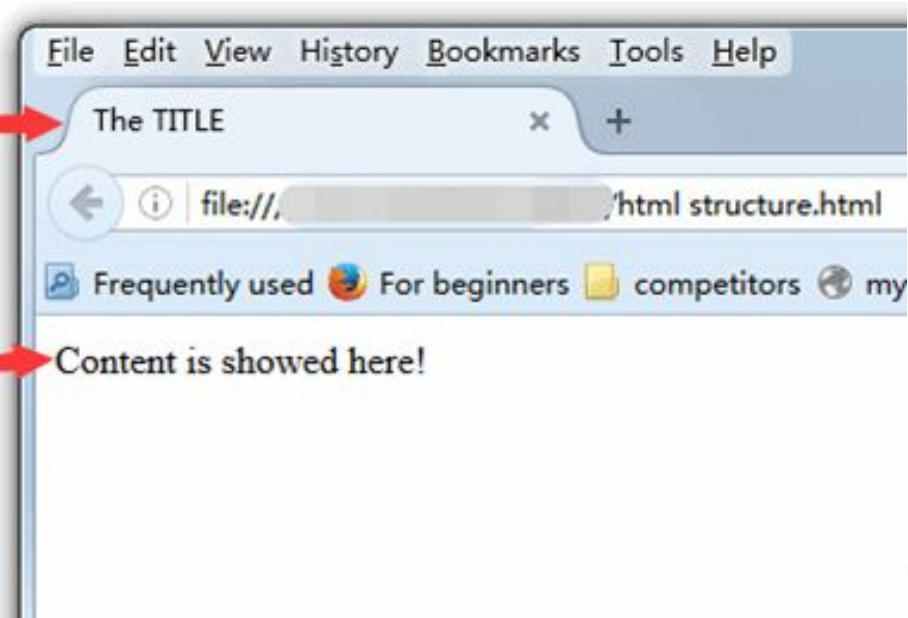 File Edit View History Bookmarks Tools Help
The TITLE
file:// /html structure.html
Frequently used For beginners competitors my
Content is showed here!